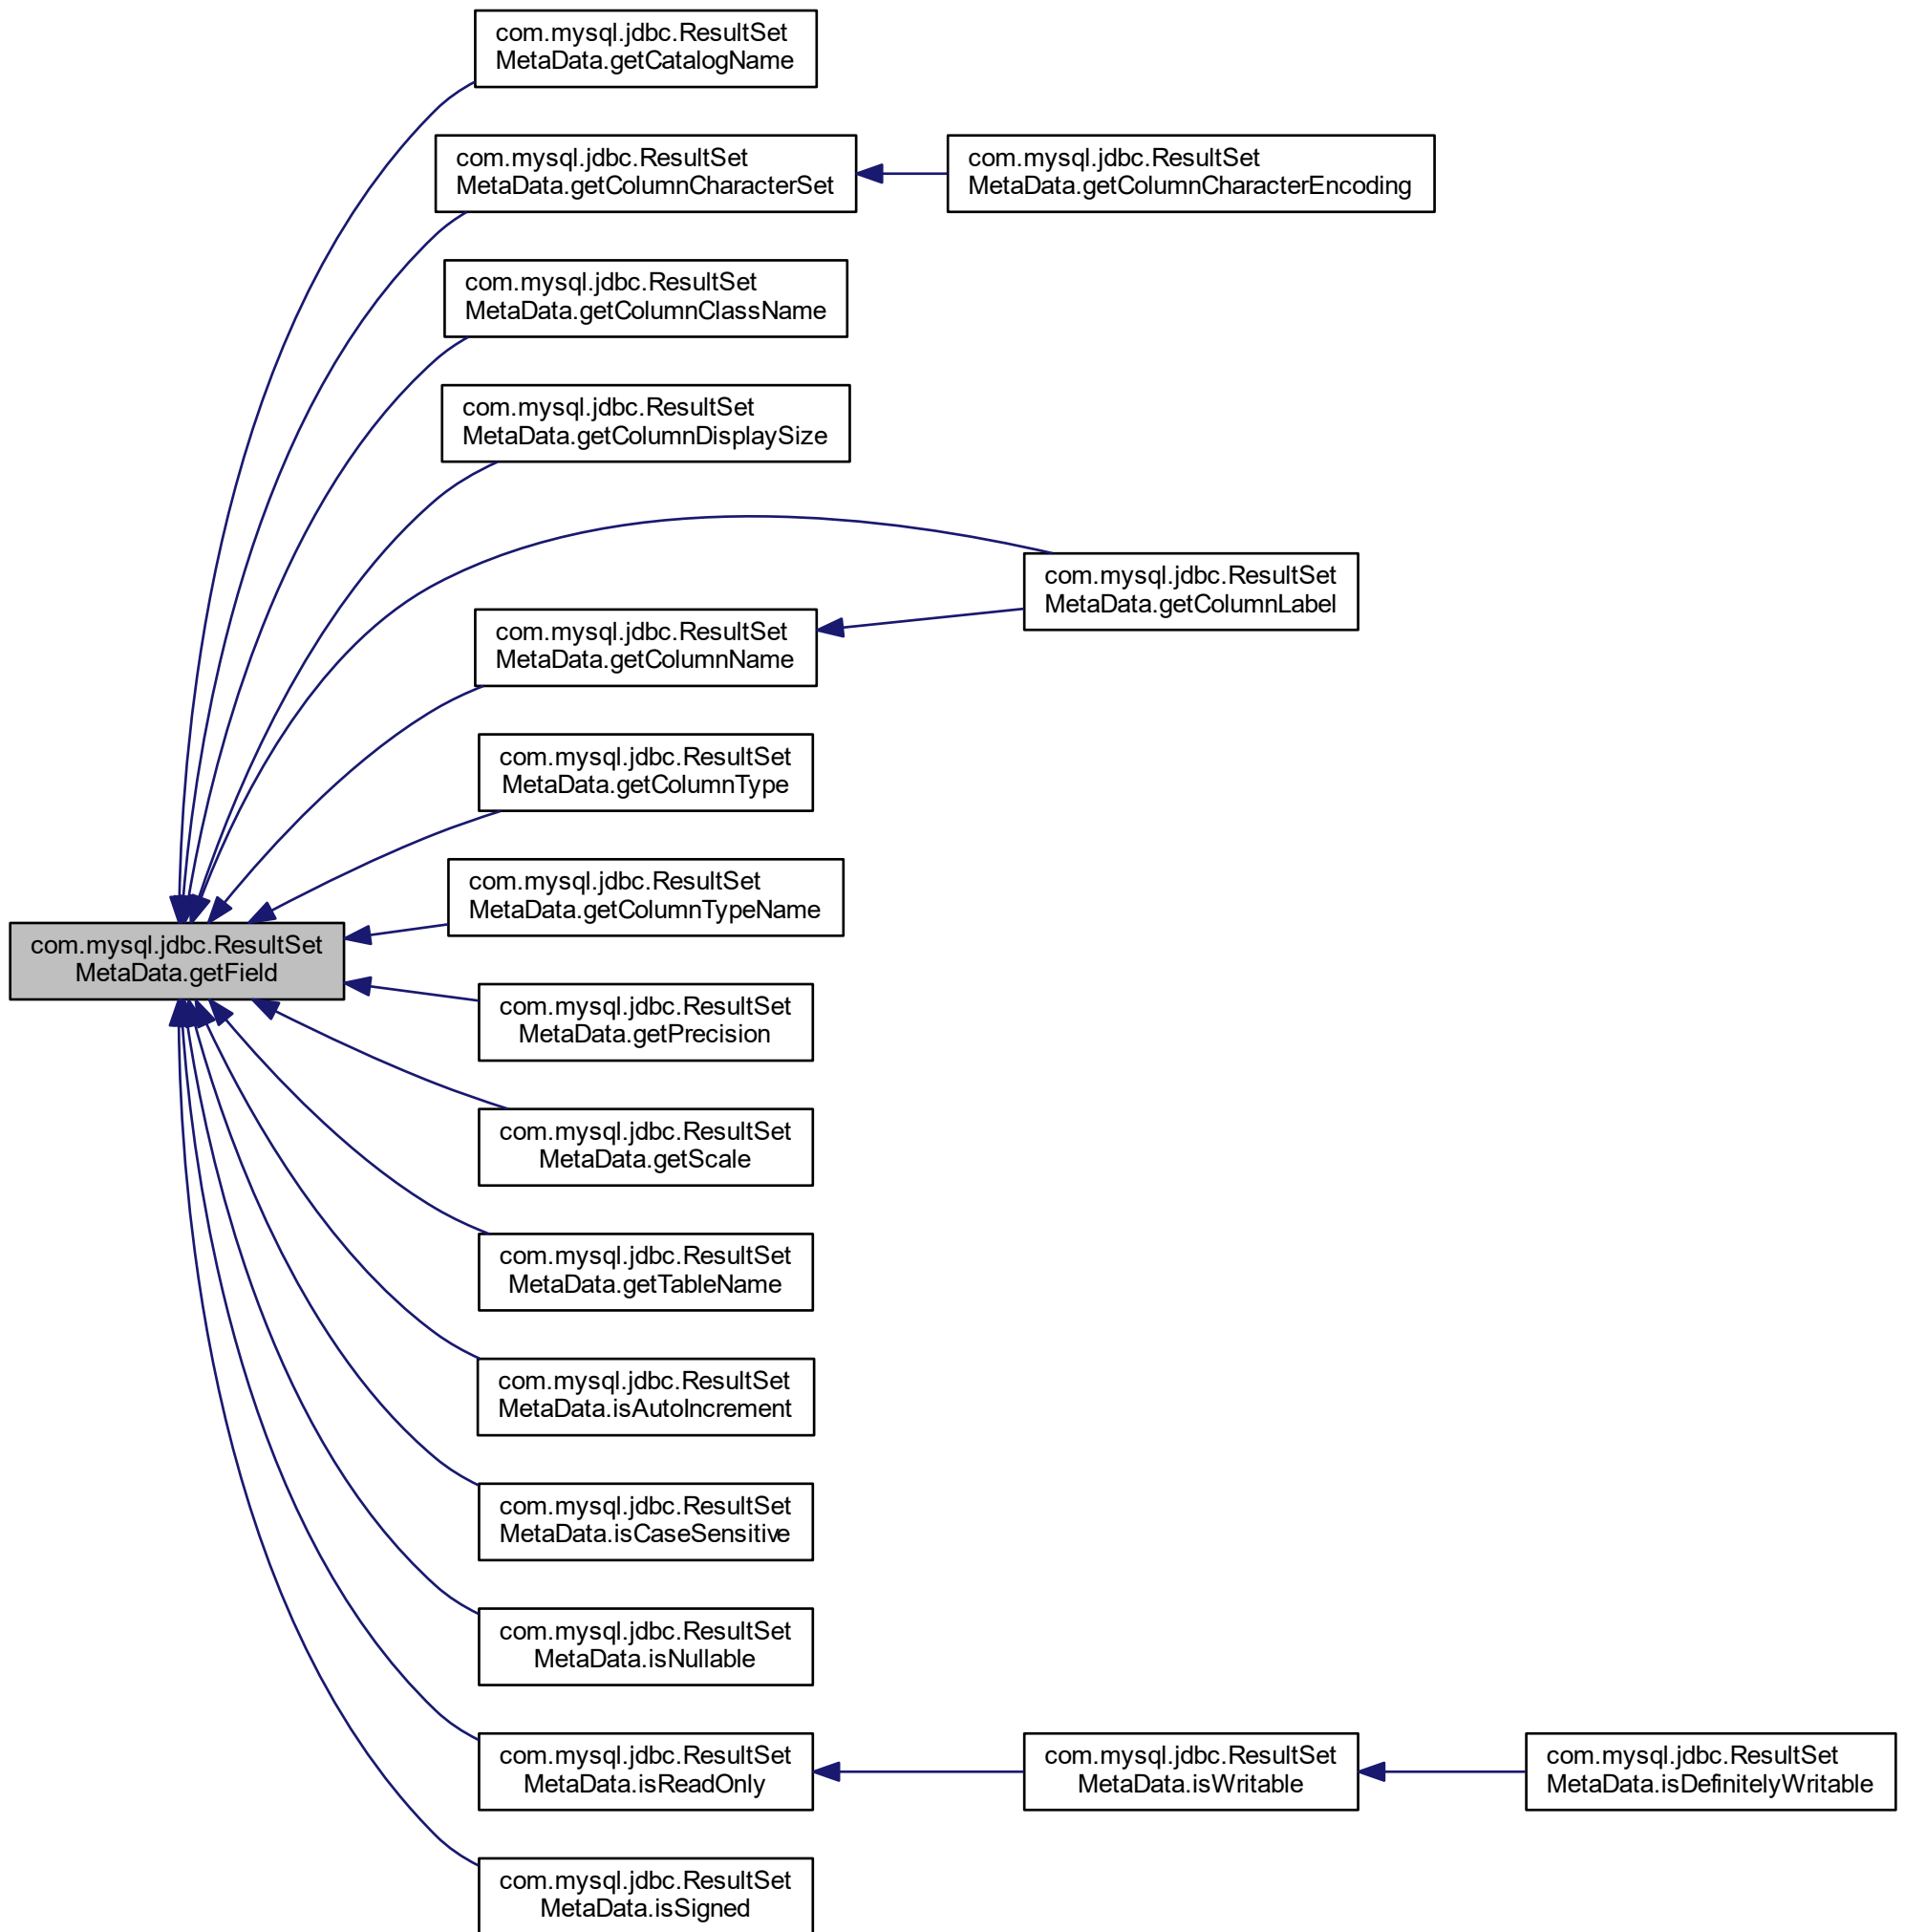 com.mysql.jdbc.ResultSet
MetaData.getCatalogName
com.mysql.jdbc.ResultSet
MetaData.getColumnCharacterSet
com.mysql.jdbc.ResultSet
MetaData.getColumnCharacterEncoding
com.mysql.jdbc.ResultSet
MetaData.getColumnClassName
com.mysql.jdbc.ResultSet
MetaData.getColumnDisplaySize
com.mysql.jdbc.ResultSet
MetaData.getColumnLabel
com.mysql.jdbc.ResultSet
MetaData.getColumnName
com.mysql.jdbc.ResultSet
MetaData.getColumnType
com.mysql.jdbc.ResultSet
MetaData.getColumnTypeName
com.mysql.jdbc.ResultSet
MetaData.getField
com.mysql.jdbc.ResultSet
MetaData.getPrecision
com.mysql.jdbc.ResultSet
MetaData.getScale
com.mysql.jdbc.ResultSet
MetaData.getTableName
com.mysql.jdbc.ResultSet
MetaData.isAutoIncrement
com.mysql.jdbc.ResultSet
MetaData.isCaseSensitive
com.mysql.jdbc.ResultSet
MetaData.isNullable
com.mysql.jdbc.ResultSet
MetaData.isReadOnly
com.mysql.jdbc.ResultSet
MetaData.isWritable
com.mysql.jdbc.ResultSet
MetaData.isDefinitelyWritable
com.mysql.jdbc.ResultSet
MetaData.isSigned